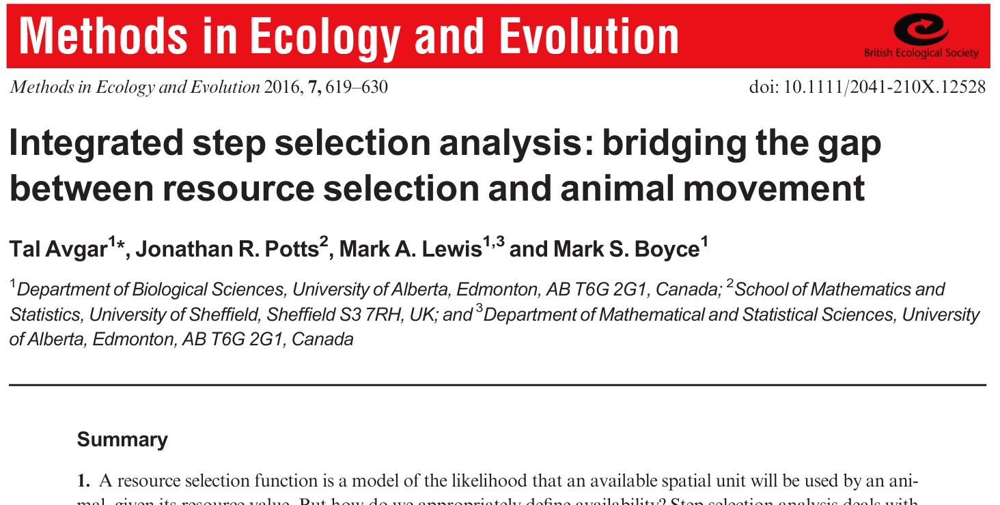 Methods in Ecology and Evolution
British Ecological Society
Methods in Ecology and Evolution 2016, 7, 619–630
doi: 10.1111/2041-210X.12528
Integrated step selection analysis: bridging the gap
between resource selection and animal movement
Tal Avgar1*, Jonathan R. Potts2, Mark A. Lewis1,3 and Mark S. Boyce1
1Department of Biological Sciences, University of Alberta, Edmonton, AB T6G 2G1, Canada; 2School of Mathematics and
Statistics, University of Sheffield, Sheffield S3 7RH, UK; and 3Department of Mathematical and Statistical Sciences, University
of Alberta, Edmonton, AB T6G 2G1, Canada
Summary
1. A resource selection function is a model of the likelihood that an available spatial unit will be used by an ani-
mal, given its resource value. But how do we appropriately define availability? Step selection analysis deals with